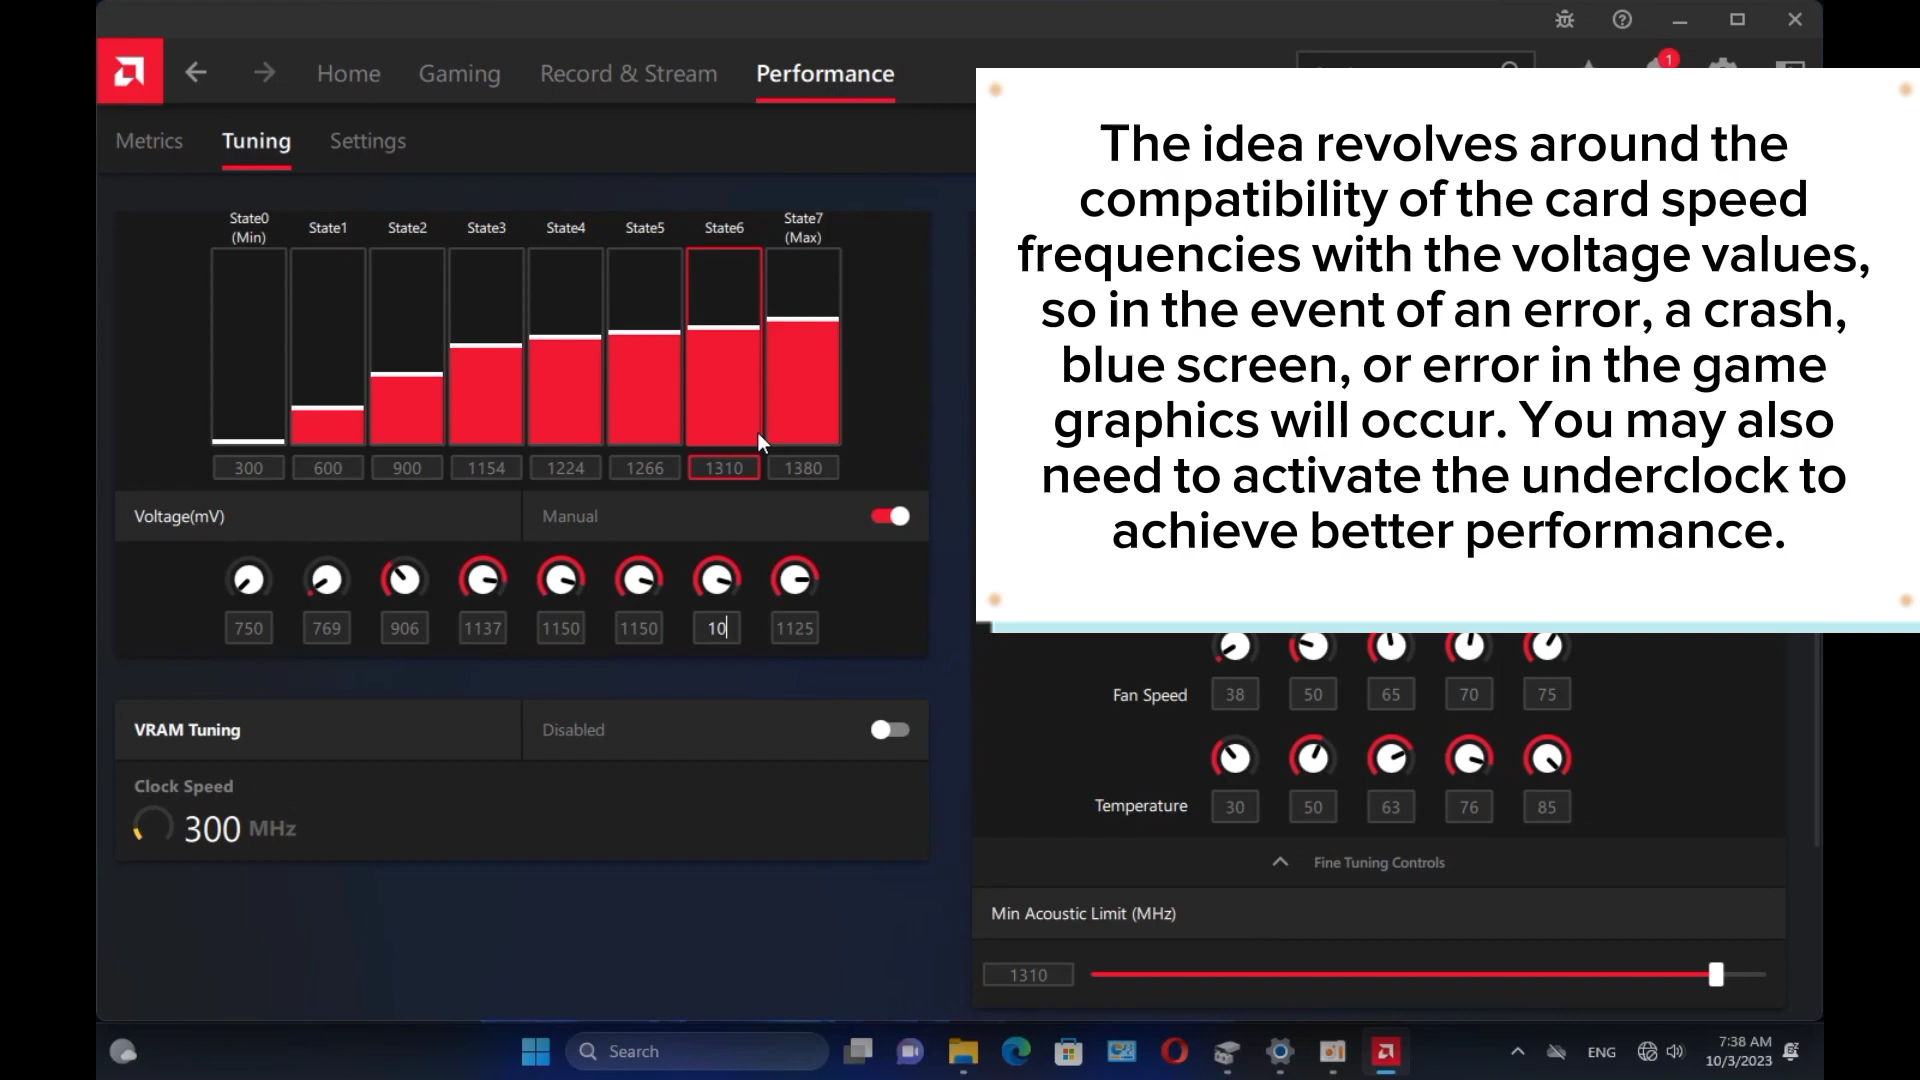 Home Gaming Record & Stream Performance
1
Metrics Tuning Settings
The idea revolves around the
compatibility of the card speed
frequencies with the voltage values,
so in the event of an error, a crash,
blue screen, or error in the game
graphics will occur. You may also
need to activate the underclock to
achieve better performance.
State0 State1 State2 State3 State4 State5 State6 State7
(Min) (Max)
300 600 900 1154 1224 1266 1310 1380
Voltage(mV) Manual
750 769 906 1137 1150 1150 10 1125
VRAM Tuning Disabled
Clock Speed
300 MHz
Fan Speed 38 50 65 70 75
Temperature 30 50 63 76 85
Fine Tuning Controls
Min Acoustic Limit (MHz)
1310
Search
ENG
7:38 AM
10/3/2023